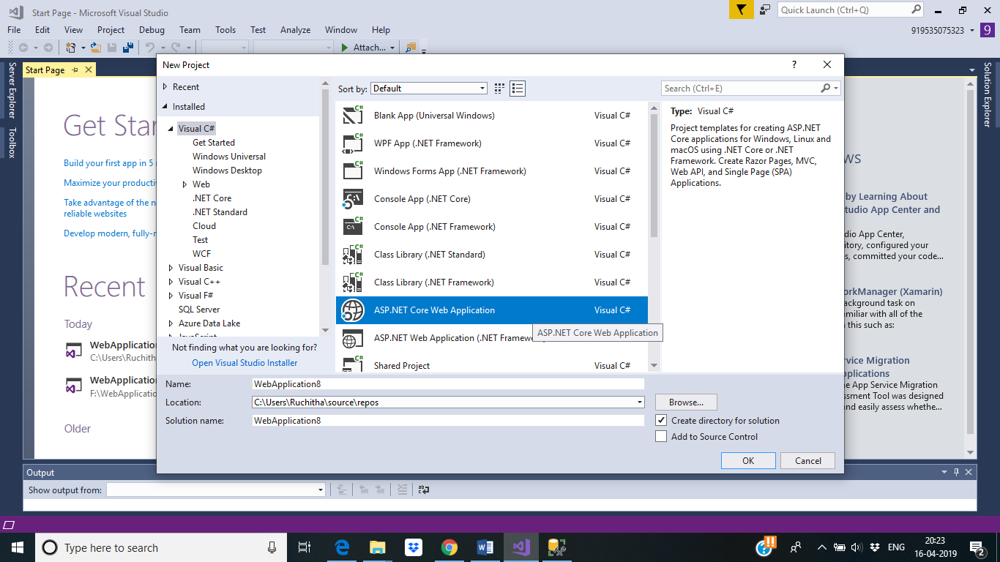 Start Page - Microsoft Visual Studio
Quick Launch (Ctrl+Q)
File Edit View Project Debug Team Tools Test Analyze Window Help
919535075323
9
Attach...
Server Explorer
Toolbox
Solution Explorer
Start Page
Get Star
Build your first app in 5
Maximize your productiv
Take advantage of the n
reliable websites
Develop modern, fully-n
Recent
Today
WebApplication
C:\Users\Ruchith
WebApplication
F:\WebApplication
Older
New Project
?
Recent
Installed
Visual C#
Get Started
Windows Universal
Windows Desktop
Web
.NET Core
.NET Standard
Cloud
Test
WCF
Visual Basic
Visual C++
Visual F#
SQL Server
Azure Data Lake
JavaScript
Not finding what you are looking for?
Open Visual Studio Installer
Sort by: Default
Search (Ctrl+E)
Blank App (Universal Windows) Visual C#
WPF App (.NET Framework) Visual C#
Windows Forms App (.NET Framework) Visual C#
Console App (.NET Core) Visual C#
Console App (.NET Framework) Visual C#
Class Library (.NET Standard) Visual C#
Class Library (.NET Framework) Visual C#
ASP.NET Core Web Application Visual C#
ASP.NET Web Application (.NET Framew
ASP.NET Core Web Application
Shared Project Visual C#
Type: Visual C#
Project templates for creating ASP.NET
Core applications for Windows, Linux and
macOS using .NET Core or .NET
Framework. Create Razor Pages, MVC,
Web API, and Single Page (SPA)
Applications.
Name: WebApplication8
Location: C:\Users\Ruchitha\source\repos
Browse...
Solution name: WebApplication8
Create directory for solution
Add to Source Control
OK Cancel
ws
by Learning About
tudio App Center and
dio App Center,
itory, configured your
s, committed your code...
orkManager (Xamarin)
background task on
amiliar with all of the
n this such as:
rvice Migration
pplications
ne App Service Migration
ssment Tool was designed
and easily assess whethe...
Output
Show output from:
Type here to search
ENG
20:23
16-04-2019
2